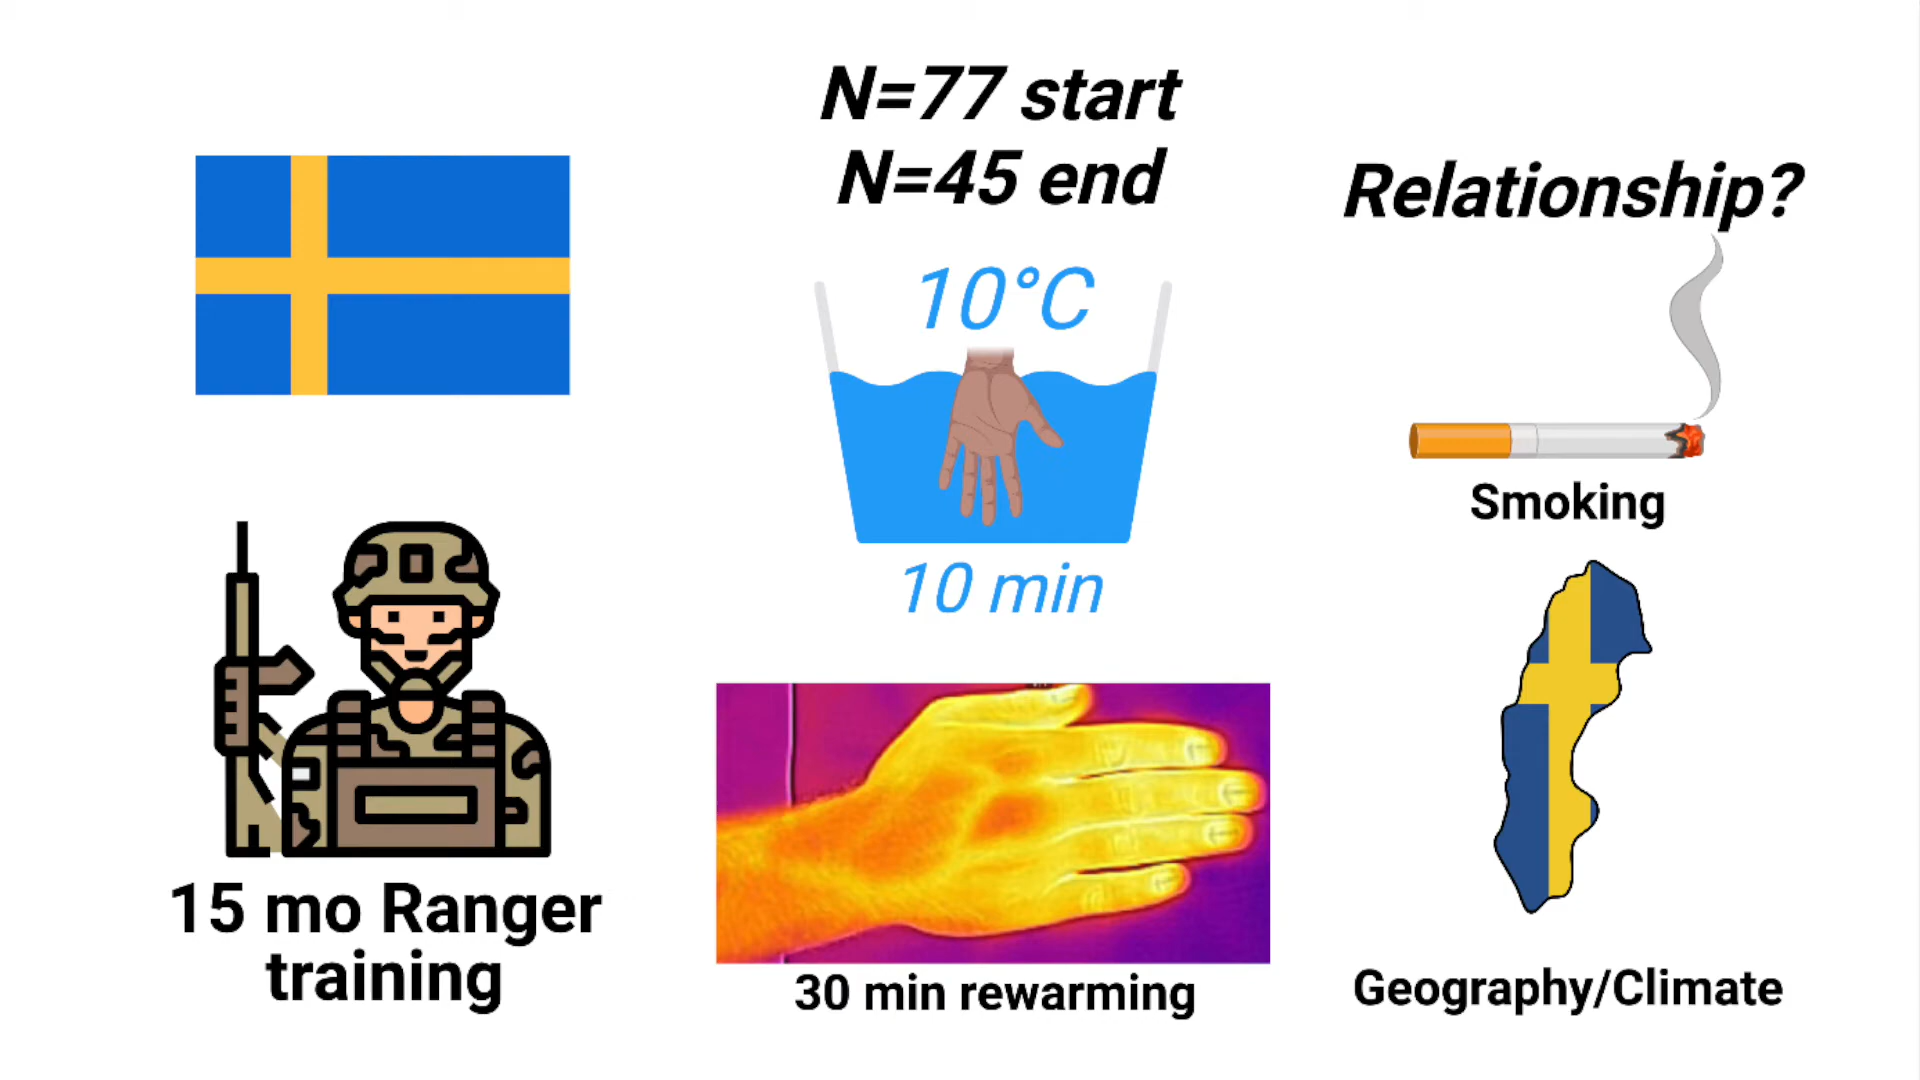 N=77 start
N=45 end
Relationship?
10°C
10 min
Smoking
15 mo Ranger
training
30 min rewarming
Geography/Climate